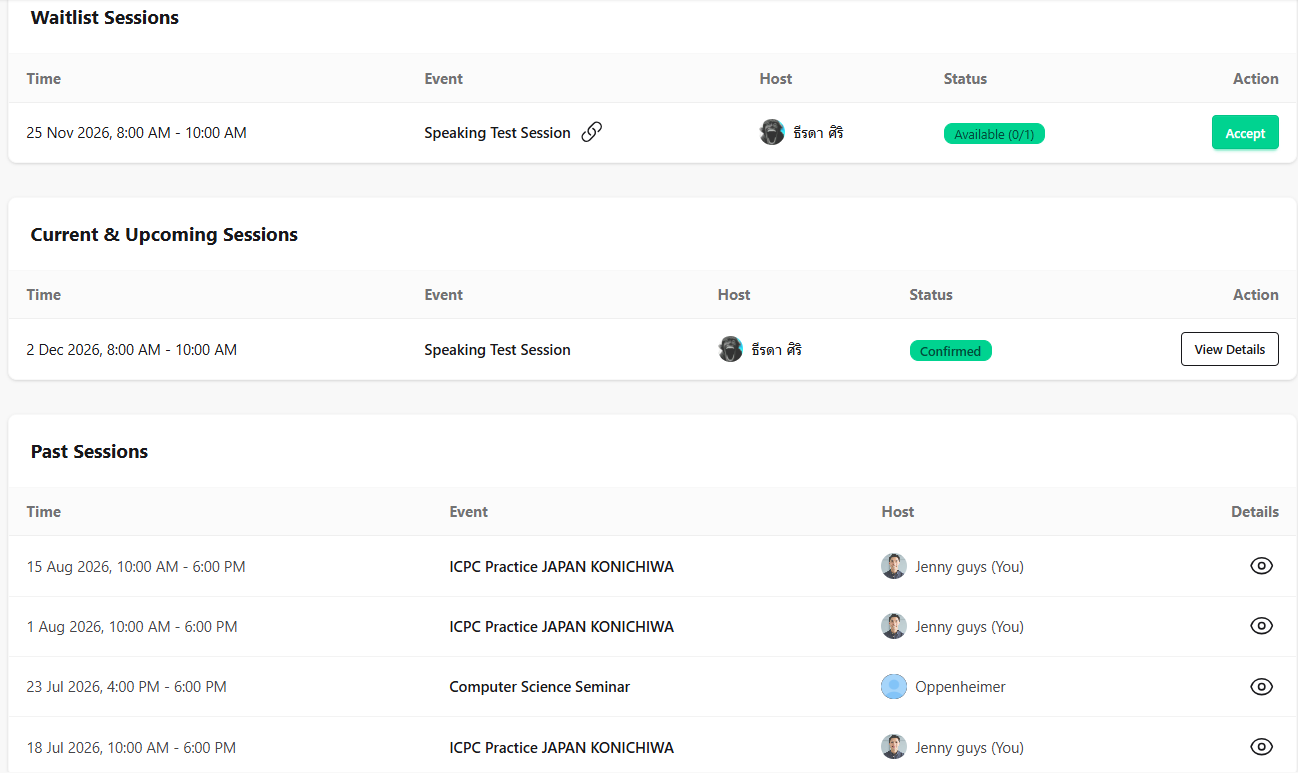 Waitlist Sessions
Time Event Host Status Action
25 Nov 2026, 8:00 AM - 10:00 AM Speaking Test Session ธีรดา ศิริ Available (0/1) Accept
Current & Upcoming Sessions
Time Event Host Status Action
2 Dec 2026, 8:00 AM - 10:00 AM Speaking Test Session ธีรดา ศิริ Confirmed View Details
Past Sessions
Time Event Host Details
15 Aug 2026, 10:00 AM - 6:00 PM ICPC Practice JAPAN KONICHIWA Jenny guys (You)
1 Aug 2026, 10:00 AM - 6:00 PM ICPC Practice JAPAN KONICHIWA Jenny guys (You)
23 Jul 2026, 4:00 PM - 6:00 PM Computer Science Seminar Oppenheimer
18 Jul 2026, 10:00 AM - 6:00 PM ICPC Practice JAPAN KONICHIWA Jenny guys (You)